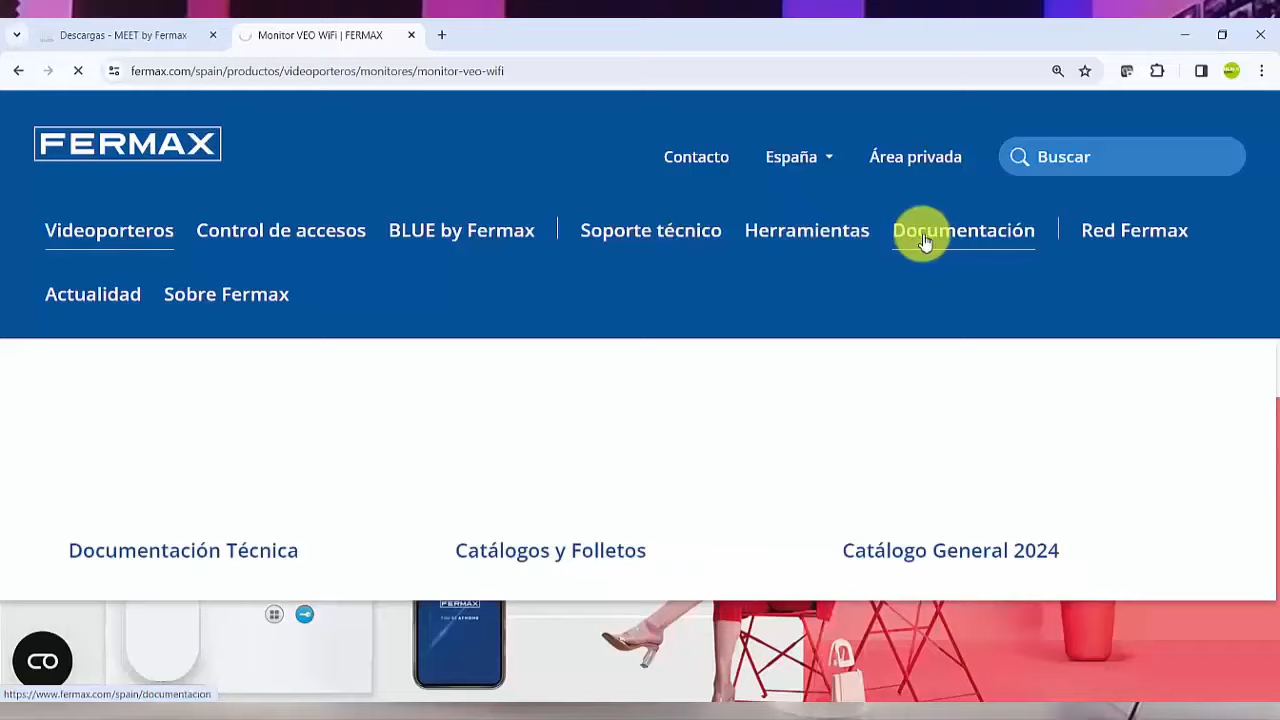 Descargas - MEET by Fermax
Monitor VEO WiFi | FERMAX
fermax.com/spain/productos/videoporteros/monitores/monitor-veo-wifi
FERMAX
Contacto España Área privada Buscar
Videoporteros Control de accesos BLUE by Fermax Soporte técnico Herramientas Documentación Red Fermax
Actualidad Sobre Fermax
Documentación Técnica Catálogos y Folletos Catálogo General 2024
FERMAX
https://www.fermax.com/spain/documentacion